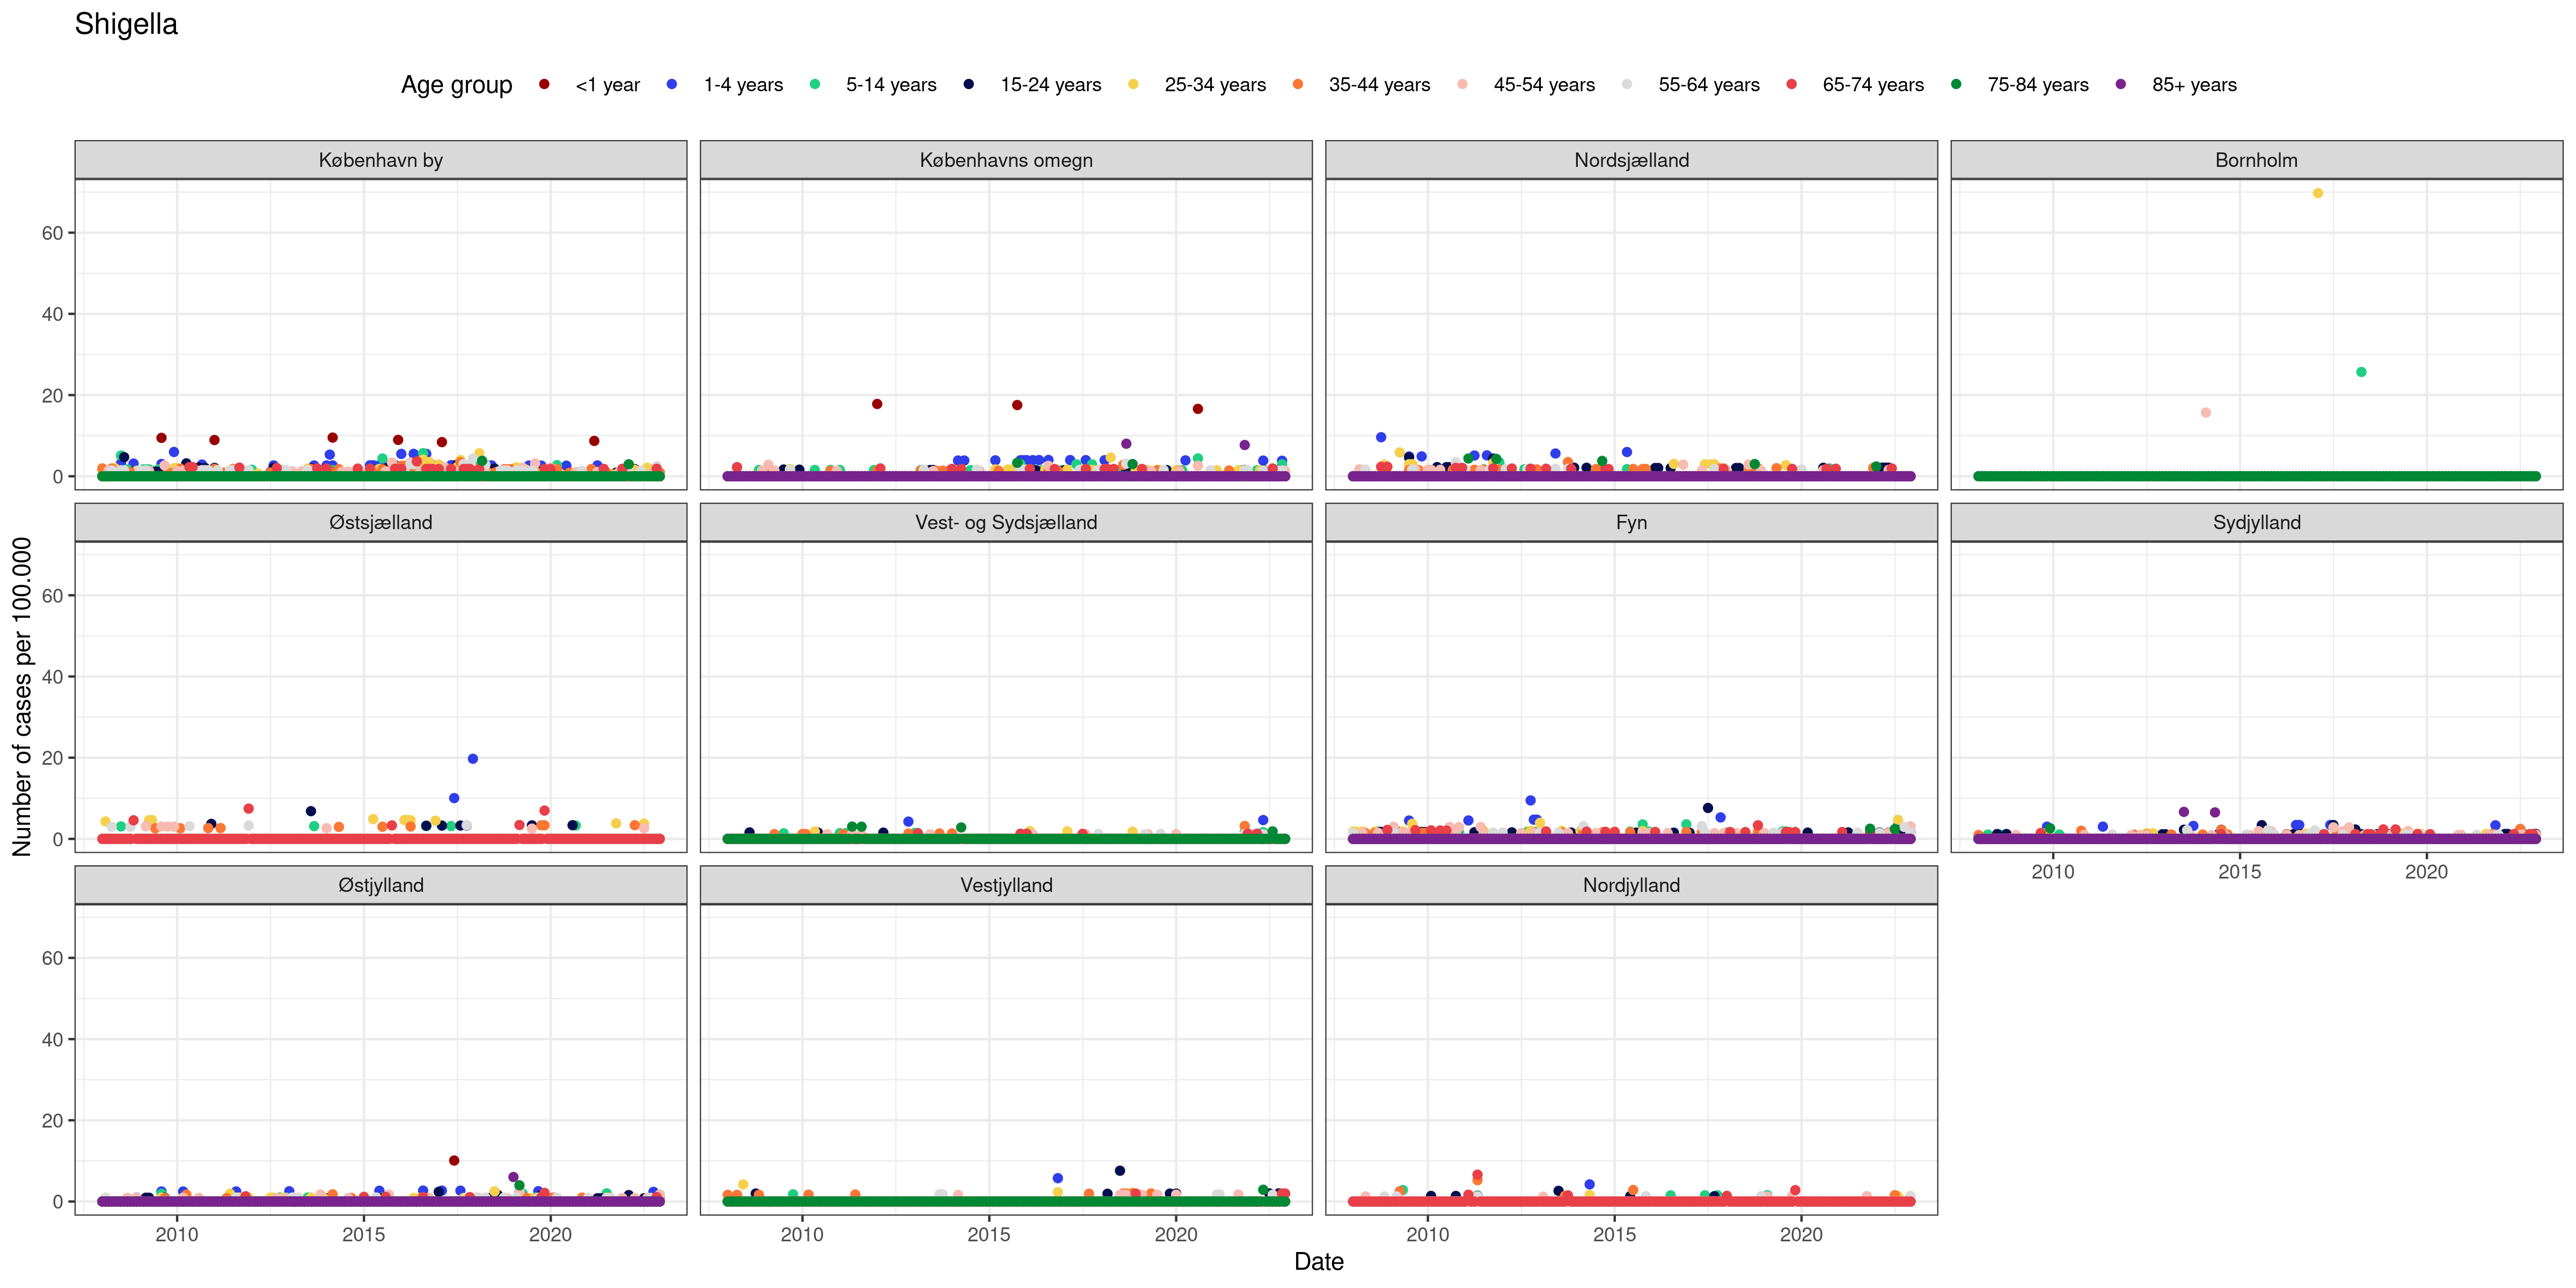 Shigella
Age group <1 year 1-4 years 5-14 years 15-24 years 25-34 years 35-44 years 45-54 years 55-64 years 65-74 years 75-84 years 85+ years
København by Københavns omegn Nordsjælland Bornholm
60
40
20
0
Østsjælland Vest- og Sydsjælland Fyn Sydjylland
60
40
20
0
2010 2015 2020
Number of cases per 100.000
Østjylland Vestjylland Nordjylland
60
40
20
0
2010 2015 2020 2010 2015 2020 2010 2015 2020
Date